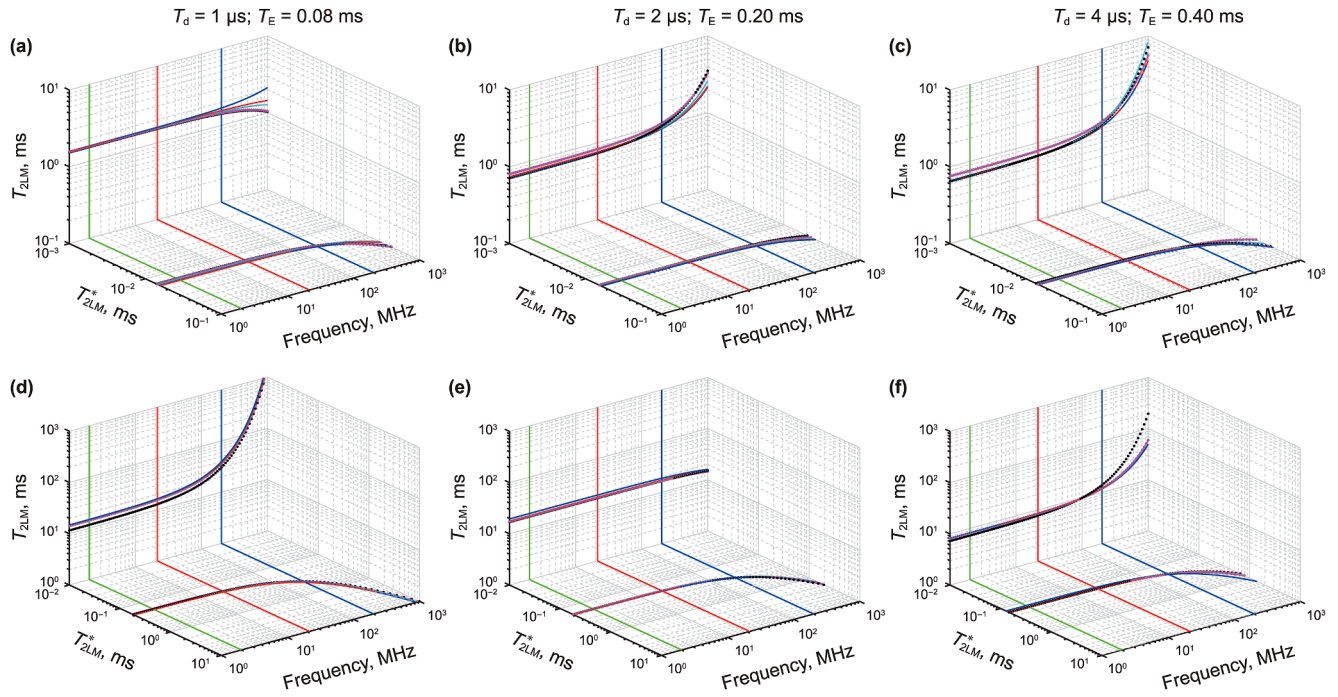 T_d = 1 μs; T_E = 0.08 ms
T_d = 2 μs; T_E = 0.20 ms
T_d = 4 μs; T_E = 0.40 ms
(a)
10^1
10^0
10^-1
T_2LM, ms
10^-3
10^-2
10^-1
T*_2LM, ms
10^0
10^1
10^2
10^3
Frequency, MHz
(b)
10^1
10^0
10^-1
T_2LM, ms
10^-3
10^-2
10^-1
T*_2LM, ms
10^0
10^1
10^2
10^3
Frequency, MHz
(c)
10^1
10^0
10^-1
T_2LM, ms
10^-3
10^-2
10^-1
T*_2LM, ms
10^0
10^1
10^2
10^3
Frequency, MHz
(d)
10^3
10^2
10^1
10^0
T_2LM, ms
10^-2
10^-1
10^0
10^1
T*_2LM, ms
10^0
10^1
10^2
10^3
Frequency, MHz
(e)
10^3
10^2
10^1
10^0
T_2LM, ms
10^-2
10^-1
10^0
10^1
T*_2LM, ms
10^0
10^1
10^2
10^3
Frequency, MHz
(f)
10^3
10^2
10^1
10^0
T_2LM, ms
10^-2
10^-1
10^0
10^1
T*_2LM, ms
10^0
10^1
10^2
10^3
Frequency, MHz